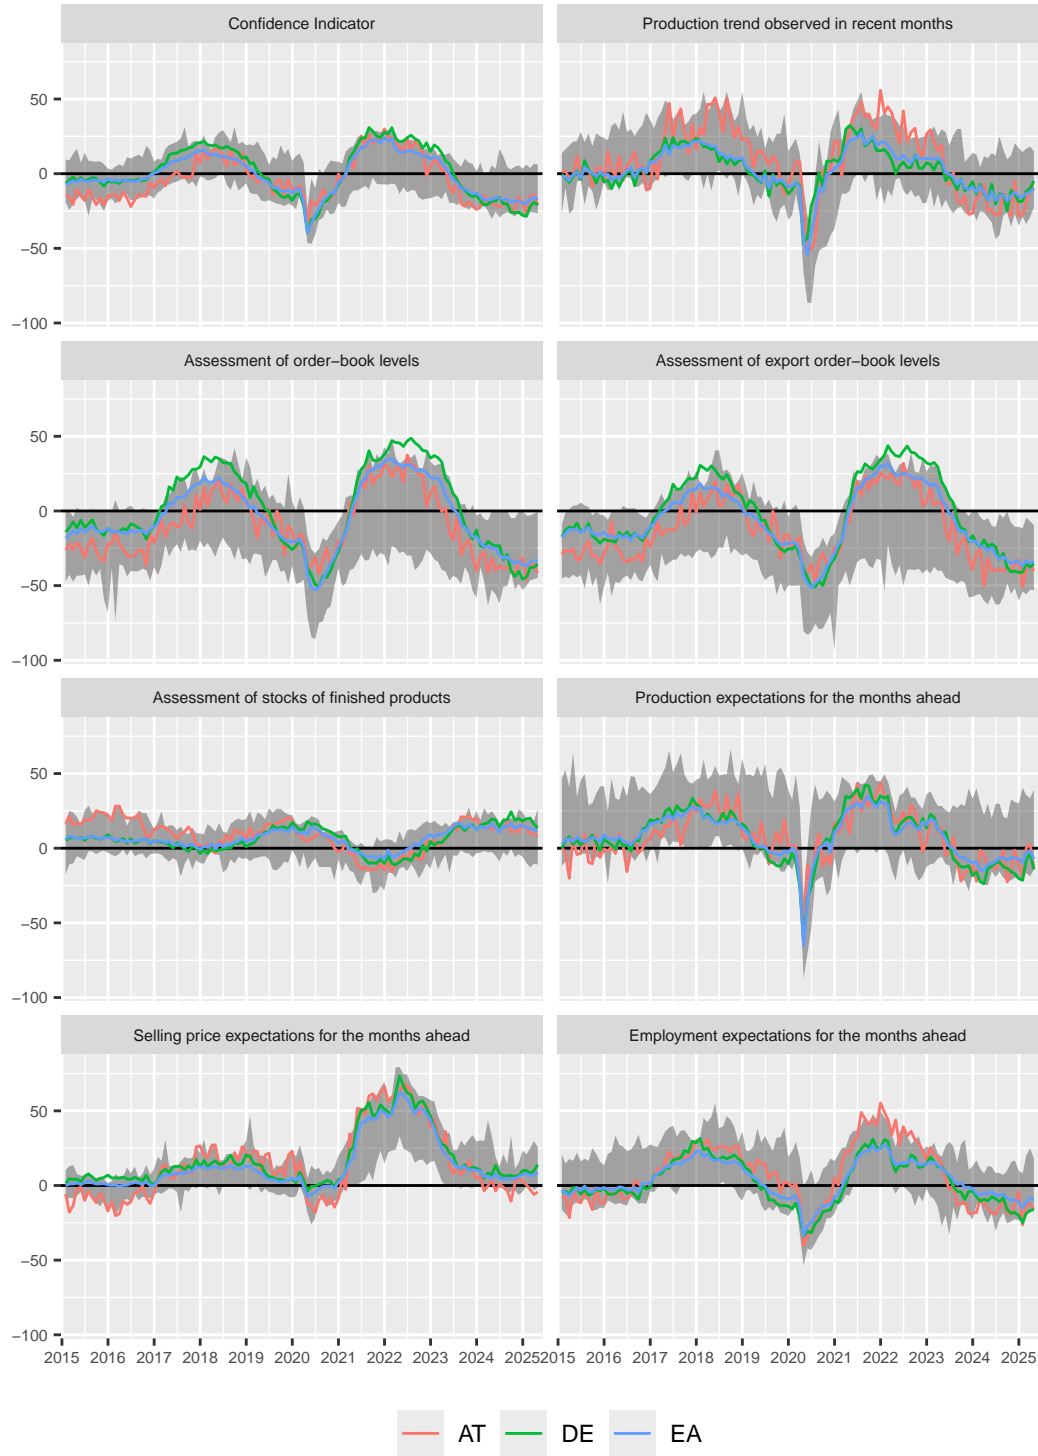 Confidence Indicator
Production trend observed in recent months
50
0
−50
−100
Assessment of order−book levels
Assessment of export order−book levels
50
0
−50
−100
Assessment of stocks of finished products
Production expectations for the months ahead
50
0
−50
−100
Selling price expectations for the months ahead
Employment expectations for the months ahead
50
0
−50
−100
2015 2016 2017 2018 2019 2020 2021 2022 2023 2024 2025 2015 2016 2017 2018 2019 2020 2021 2022 2023 2024 2025
AT DE EA